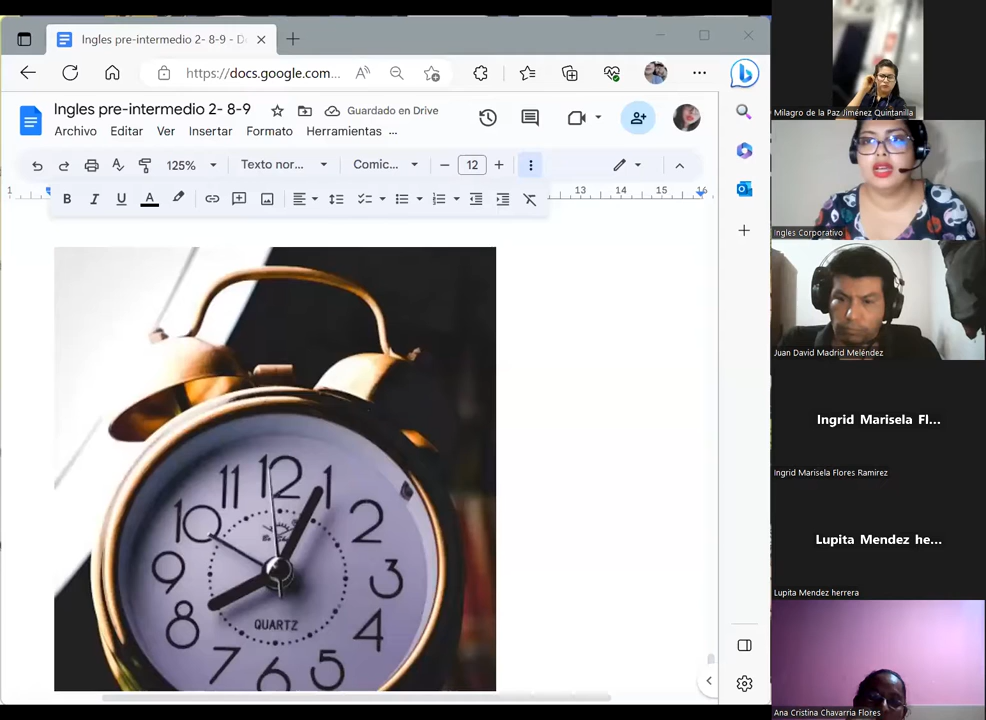 Ingles pre-intermedio 2- 8-9 - D
https://docs.google.com...
Ingles pre-intermedio 2- 8-9
Guardado en Drive
Archivo Editar Ver Insertar Formato Herramientas ...
125% Texto nor... Comic... 12
1 13 14 15 16
B I U A
12
11 1
10 2
9 3
8 4
7 6 5
QUARTZ
Milagro de la Paz Jiménez Quintanilla
Ingles Corporativo
Juan David Madrid Meléndez
Ingrid Marisela Fl...
Ingrid Marisela Flores Ramirez
Lupita Mendez he...
Lupita Mendez herrera
Ana Cristina Chavarria Flores